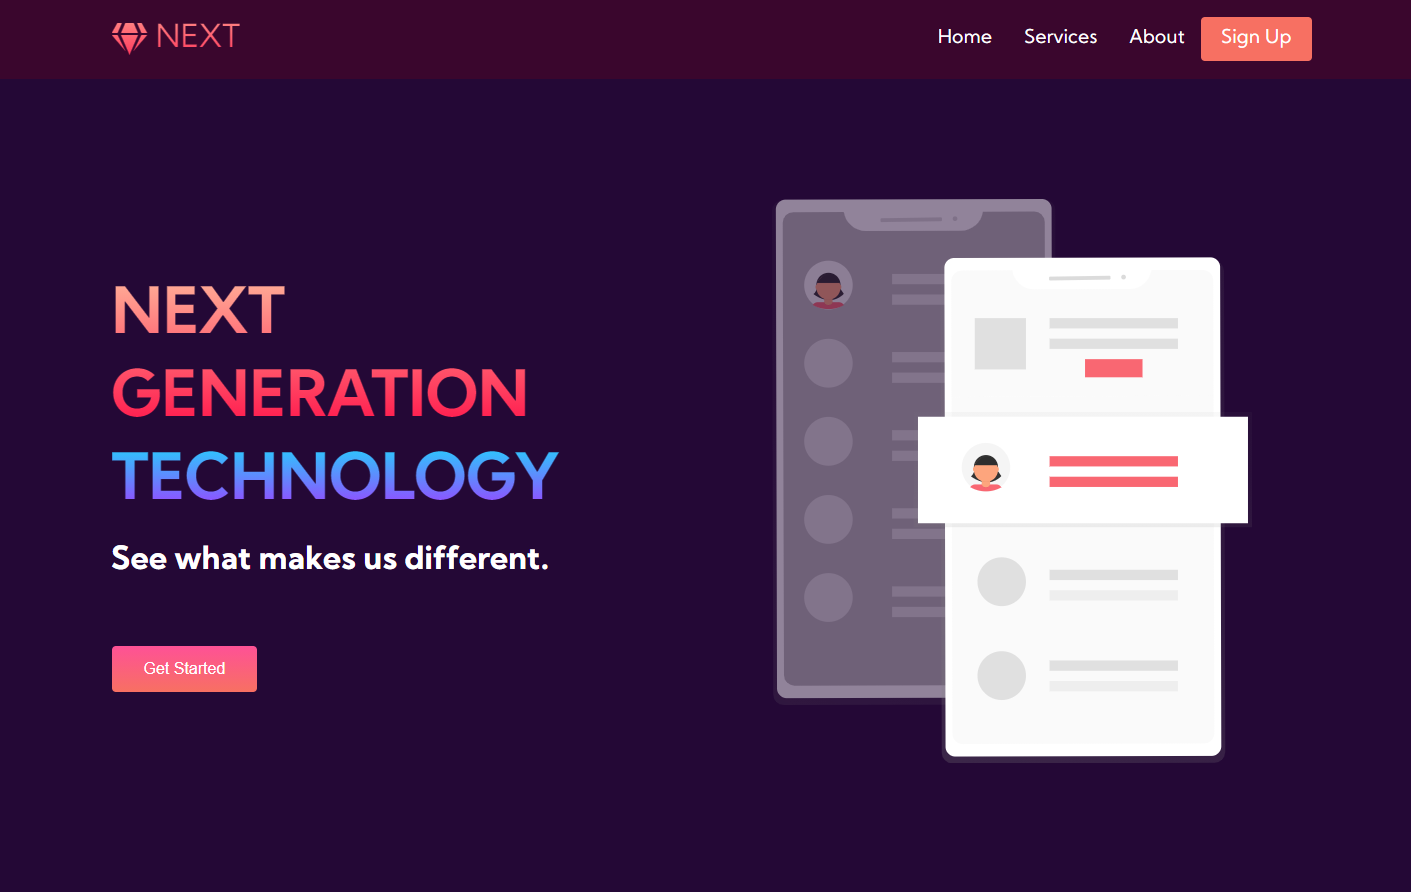 NEXT
Home Services About Sign Up
NEXT
GENERATION
TECHNOLOGY
See what makes us different.
Get Started